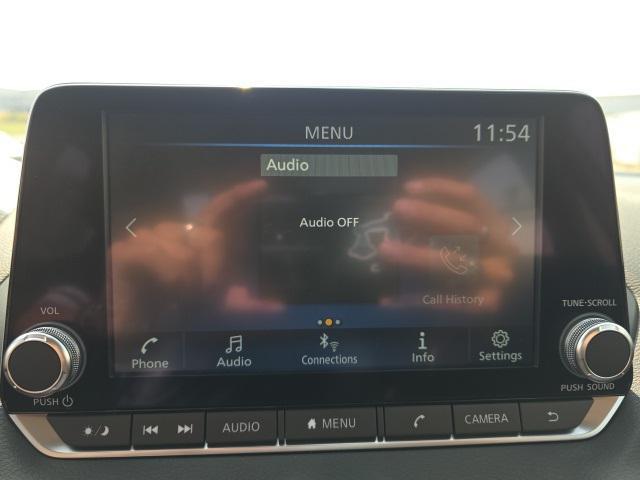 MENU 11:54
Audio
Audio OFF
Call History
Phone Audio Connections Info Settings
VOL
PUSH
TUNE·SCROLL
PUSH SOUND
AUDIO MENU CAMERA